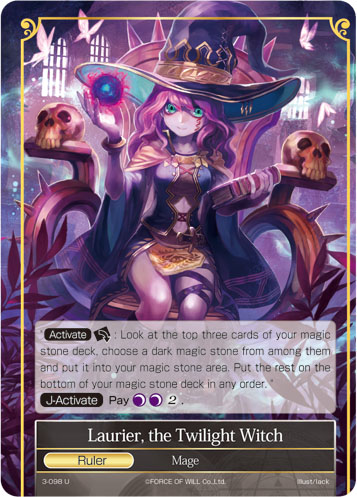 Activate : Look at the top three cards of your magic
stone deck, choose a dark magic stone from among them
and put it into your magic stone area. Put the rest on the
bottom of your magic stone deck in any order.
J-Activate Pay 2 .
Laurier, the Twilight Witch
Ruler Mage
3-098 U ©FORCE OF WILL Co.,Ltd. Illust/lack